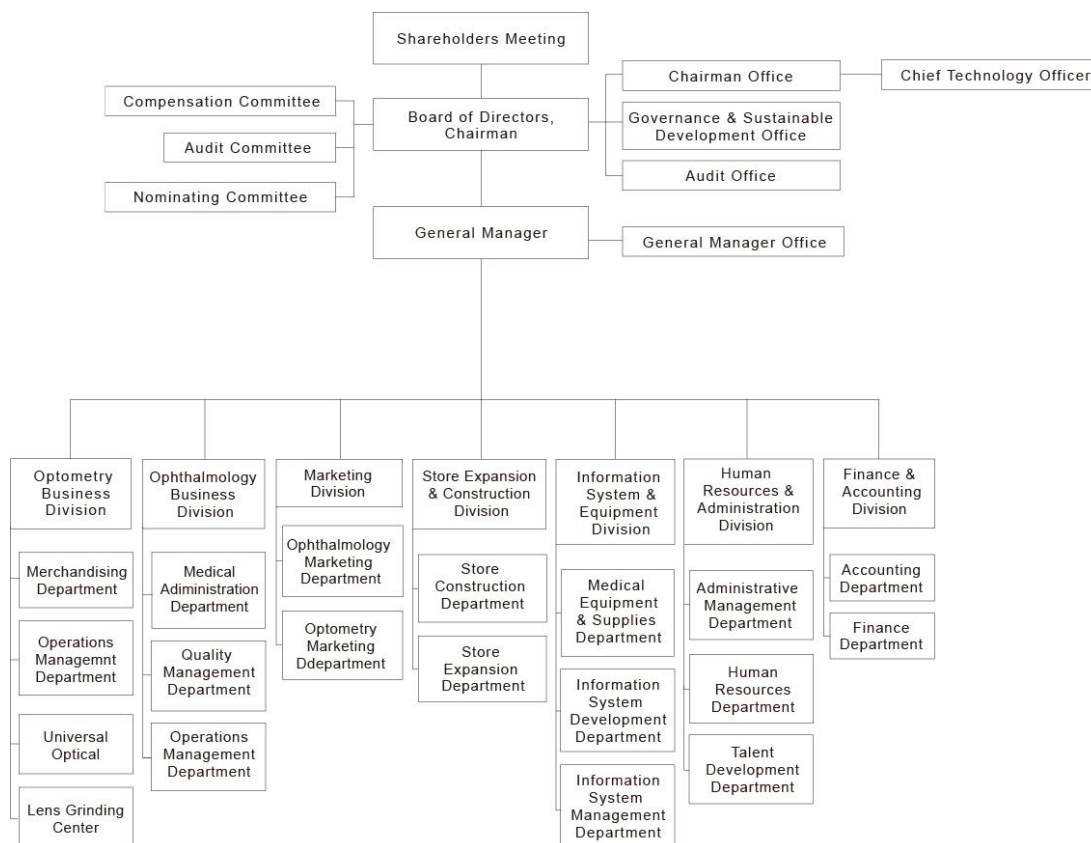 Shareholders Meeting
Chairman Office
Chief Technology Officer
Compensation Committee
Board of Directors,
Chairman
Governance & Sustainable
Development Office
Audit Committee
Audit Office
Nominating Committee
General Manager
General Manager Office
Optometry
Business
Division
Ophthalmology
Business
Division
Marketing
Division
Store Expansion
& Construction
Division
Information
System &
Equipment
Division
Human
Resources &
Administration
Division
Finance &
Accounting
Division
Merchandising
Department
Operations
Managemnt
Department
Universal
Optical
Lens Grinding
Center
Medical
Adiministration
Department
Quality
Management
Department
Operations
Management
Department
Ophthalmology
Marketing
Department
Optometry
Marketing
Ddepartment
Store
Construction
Department
Store
Expansion
Department
Medical
Equipment
& Supplies
Department
Information
System
Development
Department
Information
System
Management
Department
Administrative
Management
Department
Human
Resources
Department
Talent
Development
Department
Accounting
Department
Finance
Department